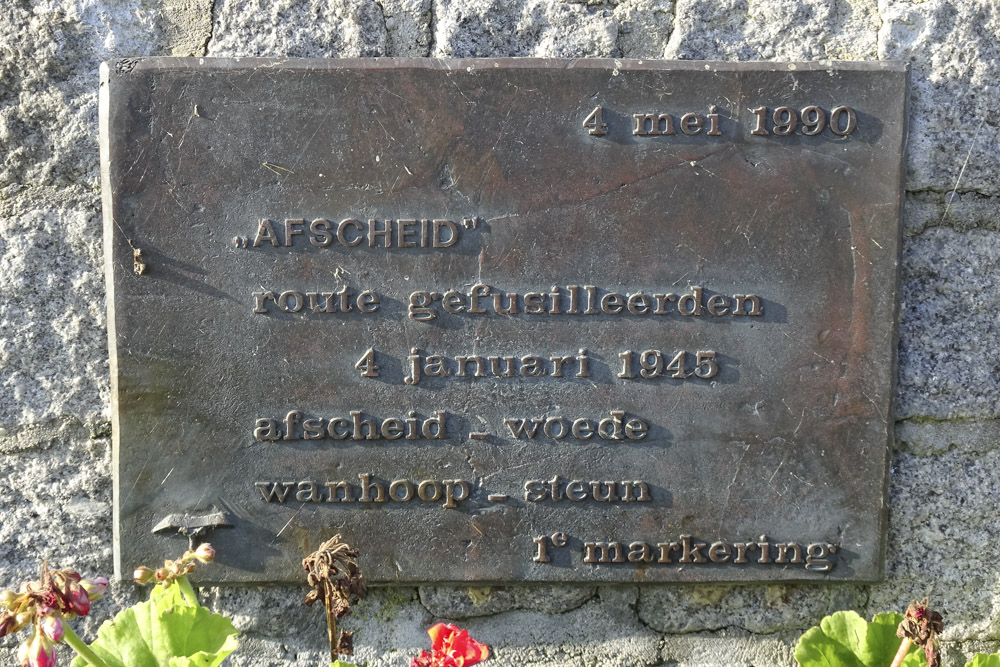 4 mei 1990
„AFSCHEID"
route gefusilleerden
4 januari 1945
afscheid - woede
wanhoop - steun
1e markering